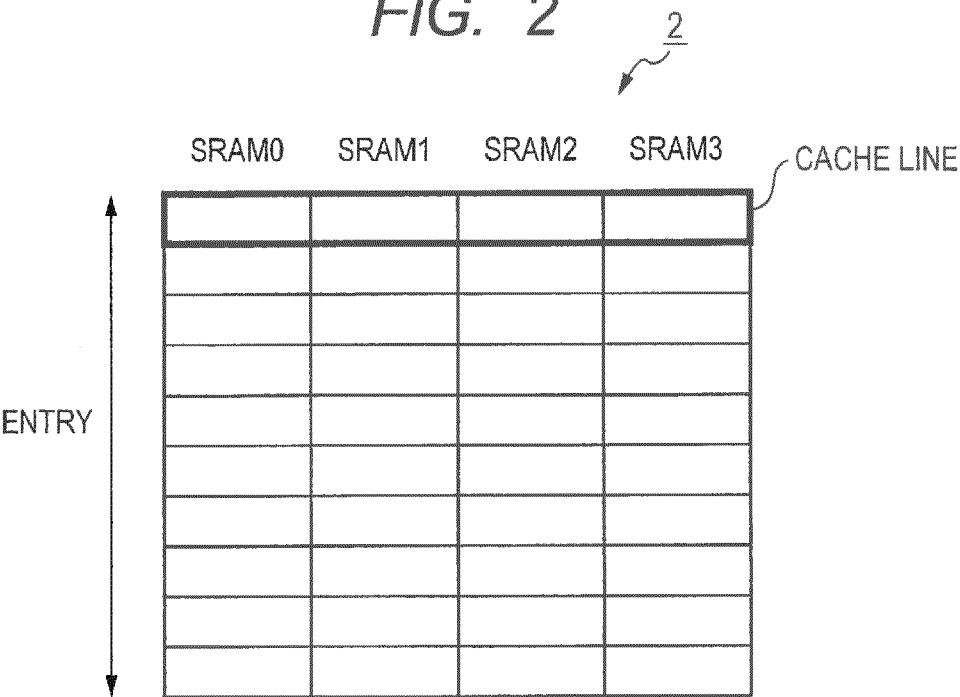 FIG. 2
2
SRAM0 SRAM1 SRAM2 SRAM3
CACHE LINE
ENTRY